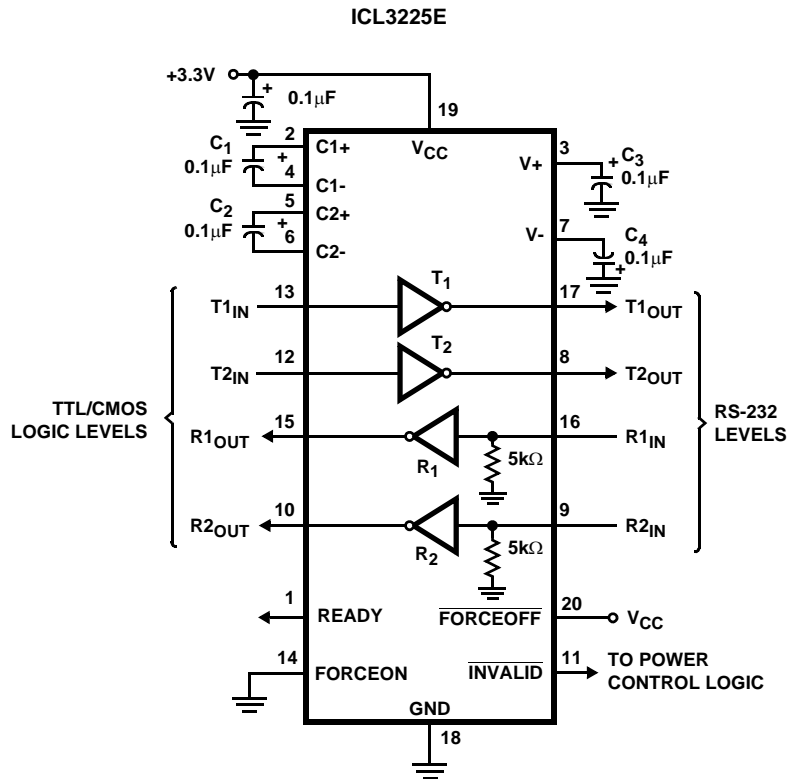 ICL3225E
+3.3V
+
0.1µF
19
VCC
2
C1+
C1
0.1µF
+
4
C1-
5
C2+
C2
0.1µF
+
6
C2-
3
V+
+
C3
0.1µF
7
V-
C4
0.1µF
+
T1IN
13
T1
17
T1OUT
T2IN
12
T2
8
T2OUT
TTL/CMOS
LOGIC LEVELS
RS-232
LEVELS
R1OUT
15
R1
16
R1IN
5kΩ
R2OUT
10
R2
9
R2IN
5kΩ
1
READY
FORCEOFF
20
VCC
14
FORCEON
INVALID
11
TO POWER
CONTROL LOGIC
GND
18